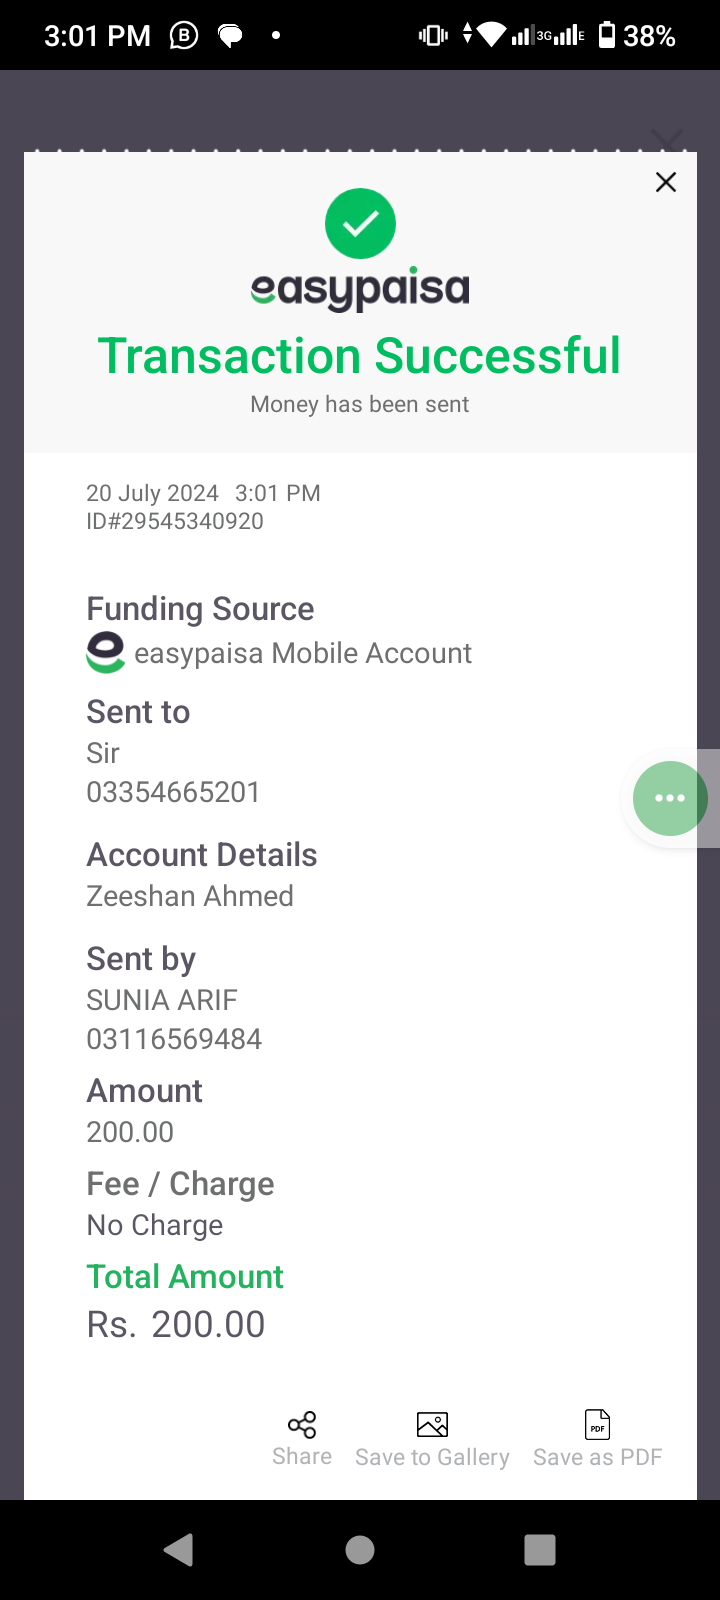 3:01 PM
3G
E
38%
easypaisa
Transaction Successful
Money has been sent
20 July 2024 3:01 PM
ID#29545340920
Funding Source
easypaisa Mobile Account
Sent to
Sir
03354665201
Account Details
Zeeshan Ahmed
Sent by
SUNIA ARIF
03116569484
Amount
200.00
Fee / Charge
No Charge
Total Amount
Rs. 200.00
PDF
Share
Save to Gallery
Save as PDF